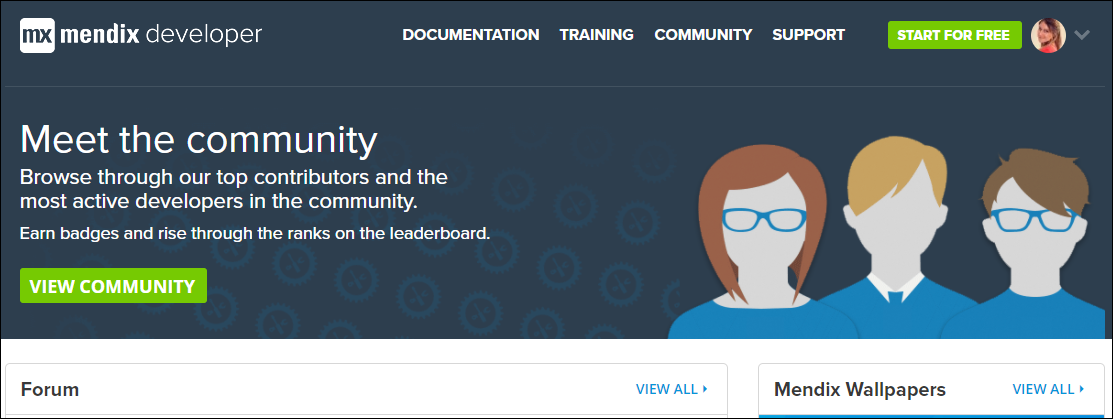 mx mendix developer
DOCUMENTATION TRAINING COMMUNITY SUPPORT START FOR FREE
Meet the community
Browse through our top contributors and the
most active developers in the community.
Earn badges and rise through the ranks on the leaderboard.
VIEW COMMUNITY
Forum VIEW ALL
Mendix Wallpapers VIEW ALL